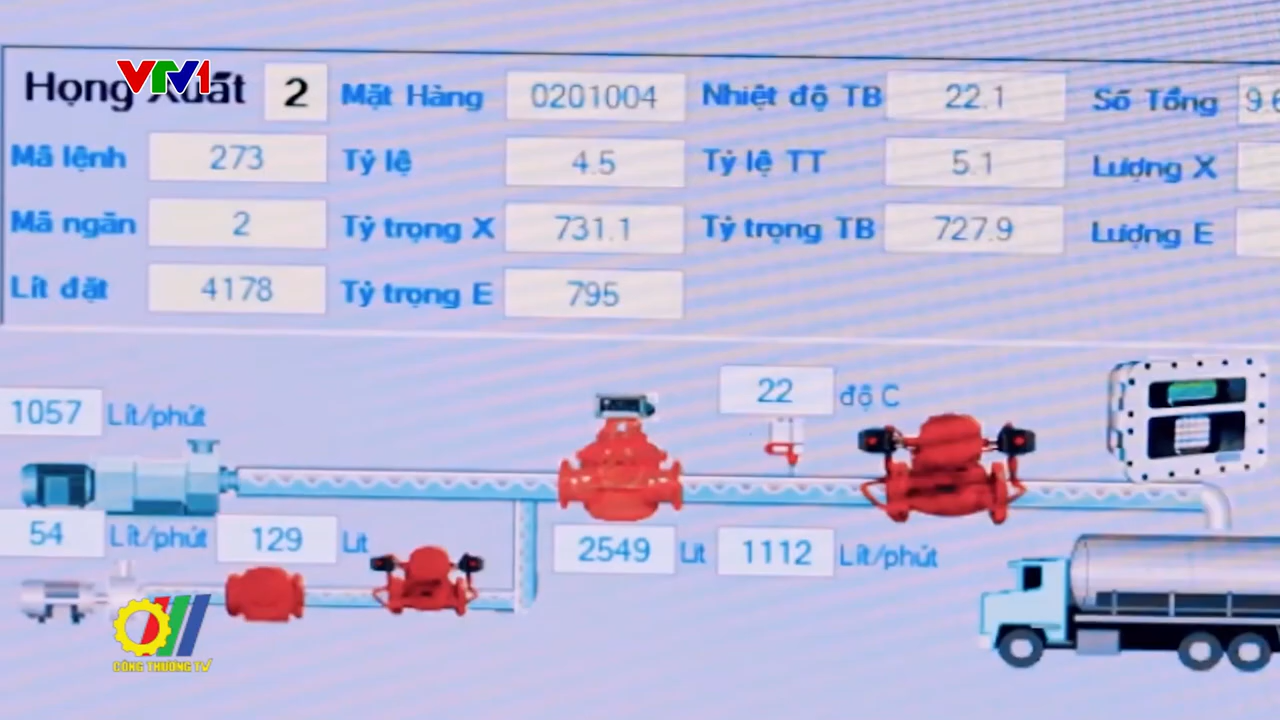 VTV1
Họng Xuất 2 Mặt Hàng 0201004 Nhiệt độ TB 22.1 Số Tổng 9.6
Mã lệnh 273 Tỷ lệ 4.5 Tỷ lệ TT 5.1 Lượng X
Mã ngăn 2 Tỷ trọng X 731.1 Tỷ trọng TB 727.9 Lượng E
Lít đặt 4178 Tỷ trọng E 795
22 độ C
1057 Lít/phút
54 Lít/phút 129 Lít 2549 Lít 1112 Lít/phút
CÔNG THƯƠNG TV